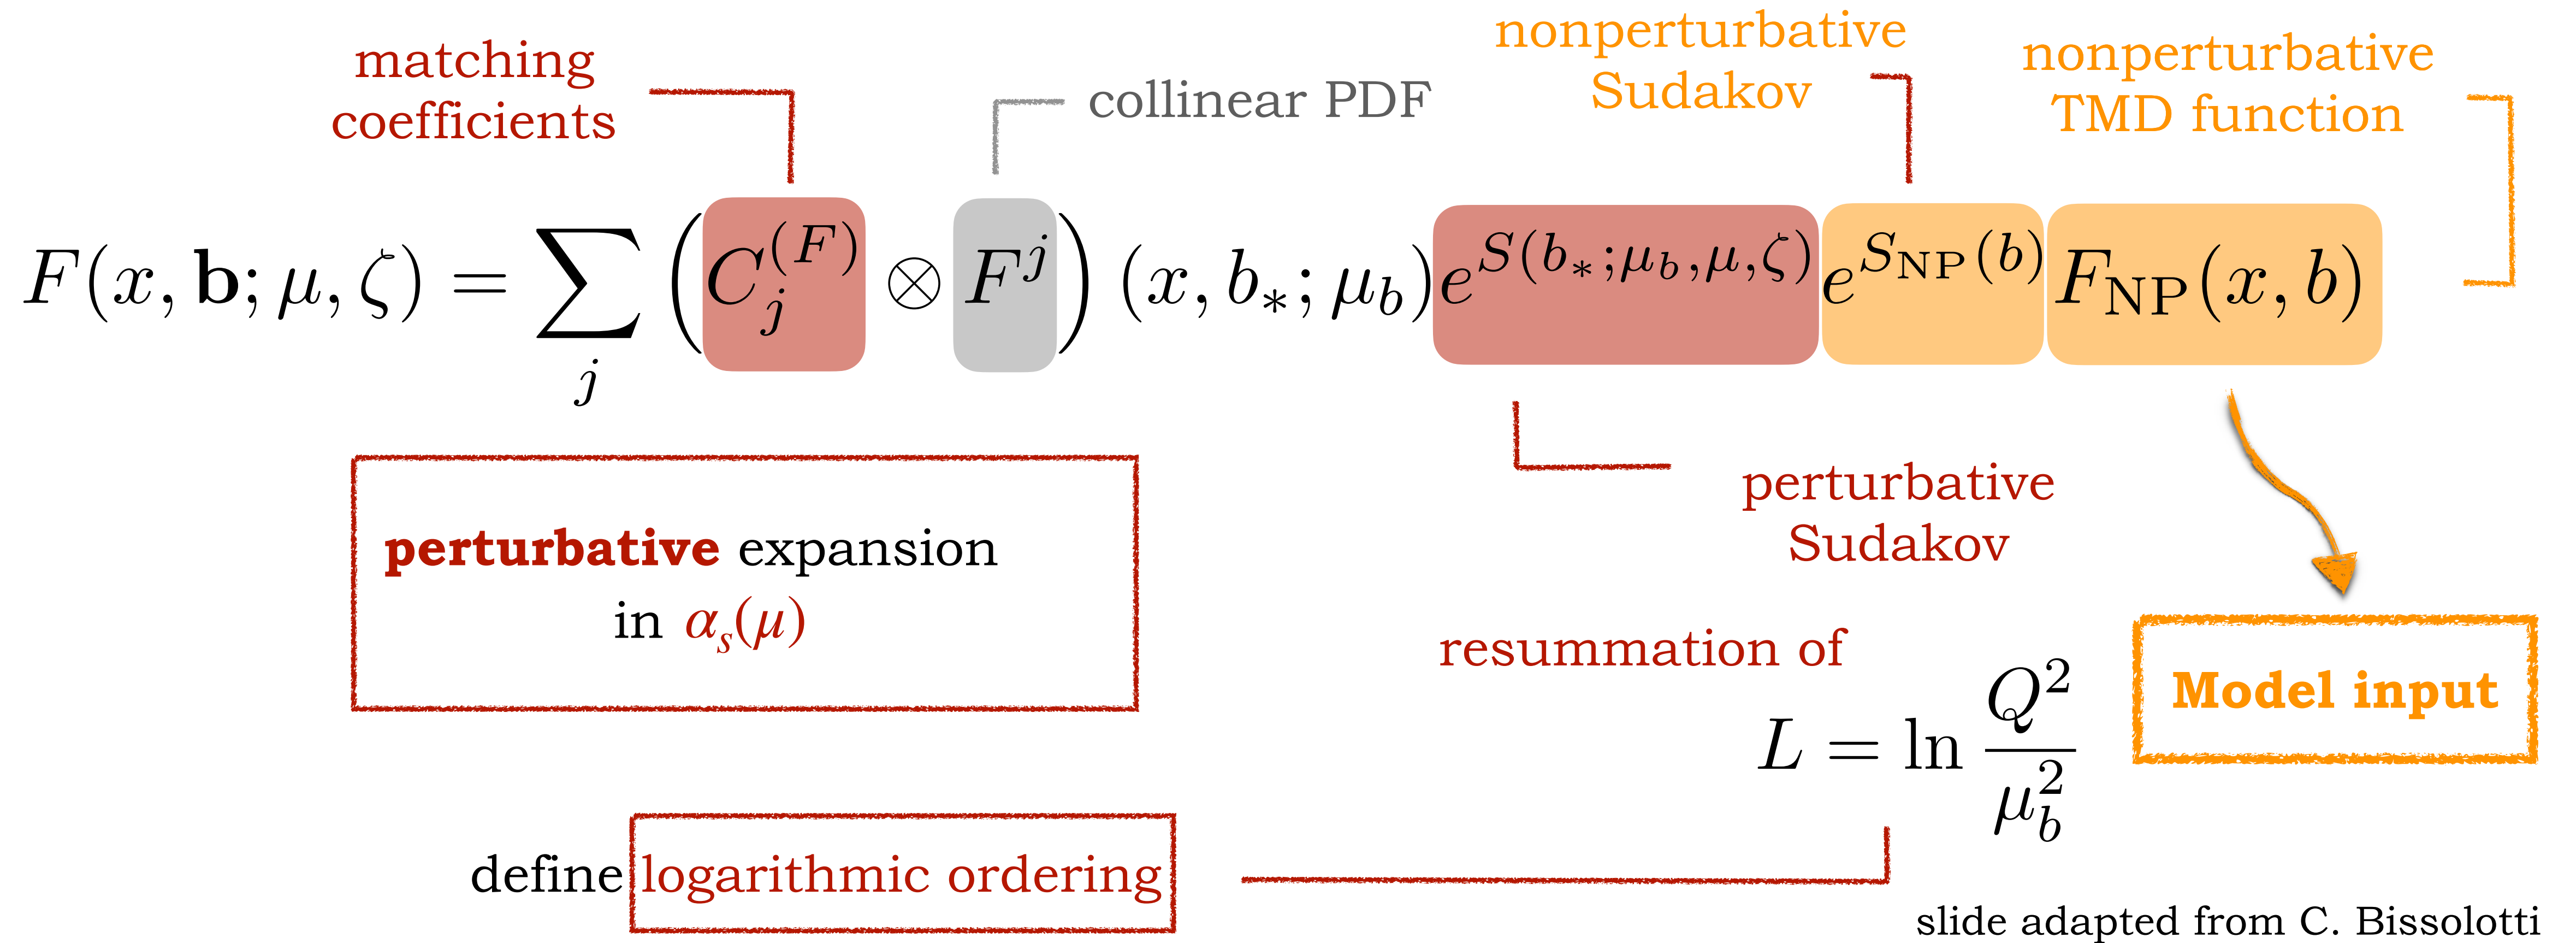 matching
coefficients
collinear PDF
nonperturbative
Sudakov
nonperturbative
TMD function
F(x, b; μ, ζ) = ∑_j (C_j^{(F)} ⊗ F^j) (x, b_*; μ_b) e^{S(b_*; μ_b, μ, ζ)} e^{S_NP(b)} F_NP(x, b)
perturbative expansion
in α_s(μ)
perturbative
Sudakov
resummation of
L = ln Q²/μ_b²
Model input
define logarithmic ordering
slide adapted from C. Bissolotti